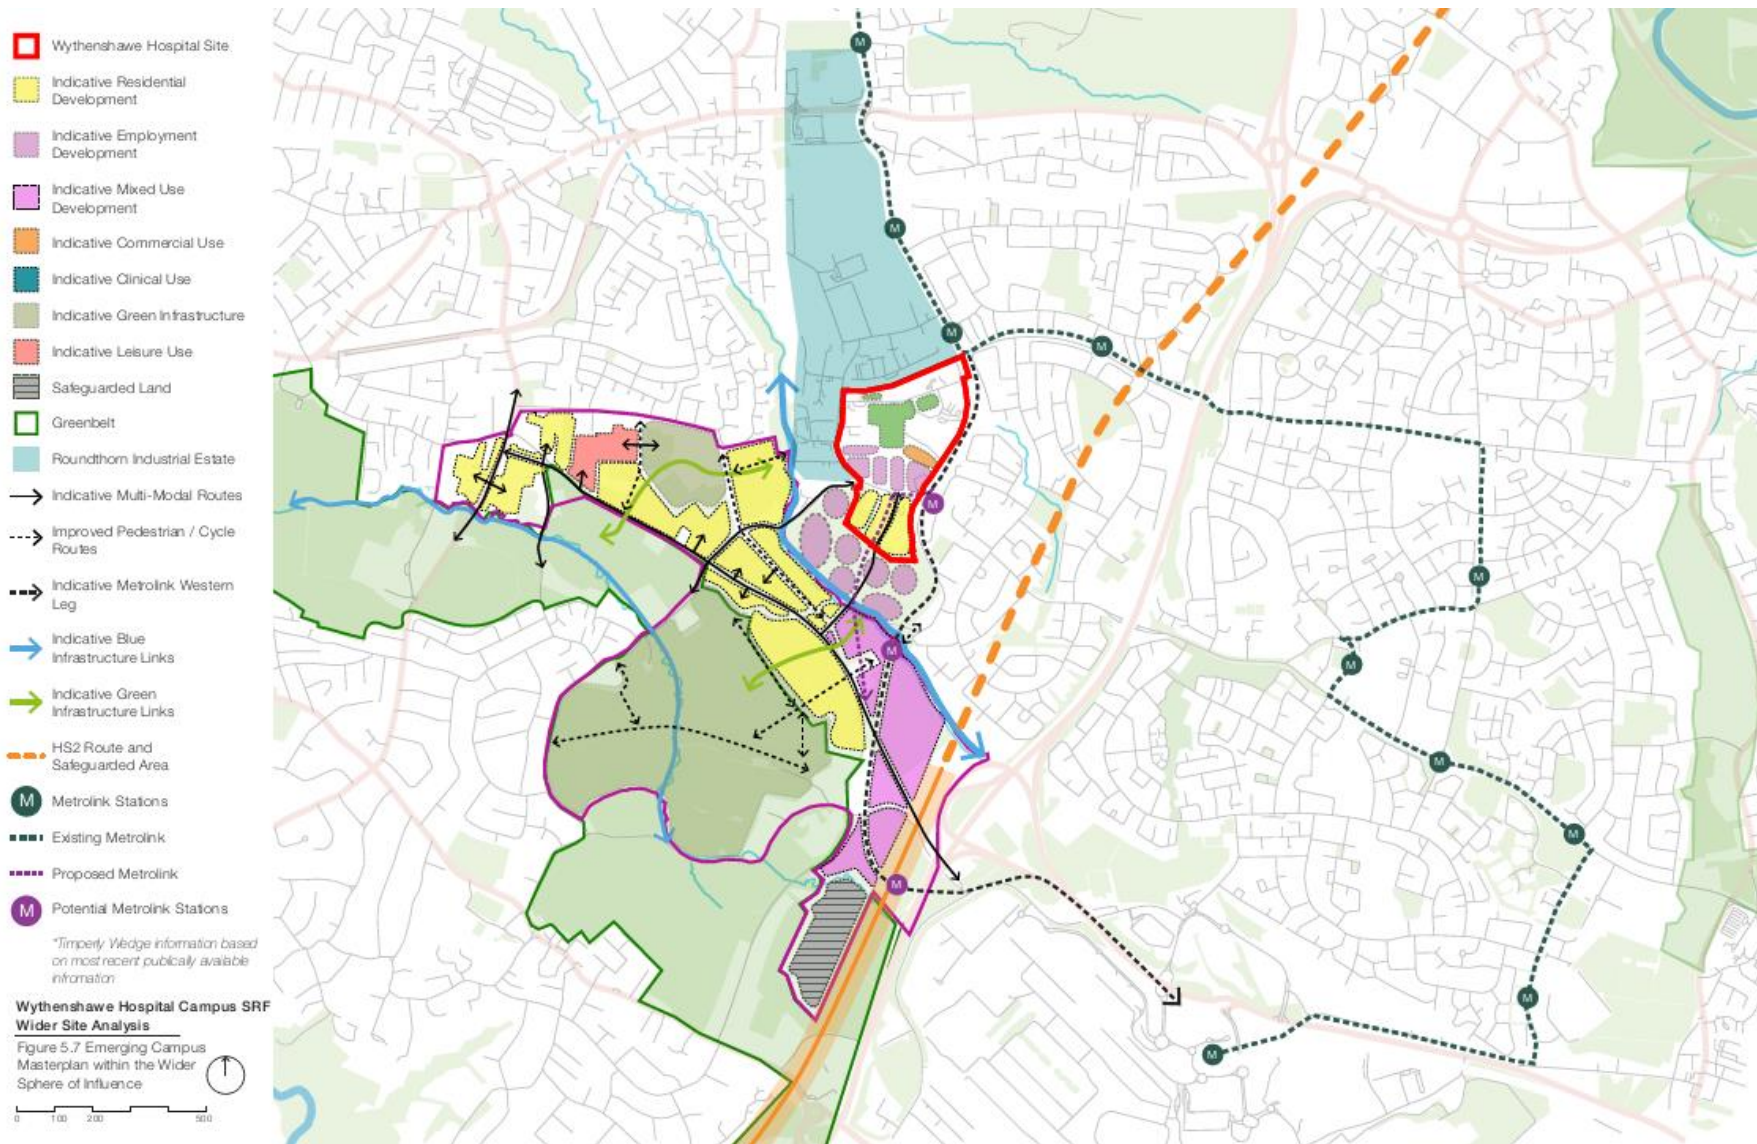 Wythenshawe Hospital Site
Indicative Residential
Development
Indicative Employment
Development
Indicative Mixed Use
Development
Indicative Commercial Use
Indicative Clinical Use
Indicative Green Infrastructure
Indicative Leisure Use
Safeguarded Land
Greenbelt
Roundthorn Industrial Estate
Indicative Multi-Modal Routes
Improved Pedestrian / Cycle
Routes
Indicative Metrolink Western
Leg
Indicative Blue
Infrastructure Links
Indicative Green
Infrastructure Links
HS2 Route and
Safeguarded Area
M Metrolink Stations
Existing Metrolink
Proposed Metrolink
M Potential Metrolink Stations
*Timperly Wedge information based
on most recent publically available
infromation
Wythenshawe Hospital Campus SRF
Wider Site Analysis
Figure 5.7 Emerging Campus
Masterplan within the Wider
Sphere of Influence
0 100 200 500
M
M
M
M
M
M
M
M
M
M
M
M
M
M